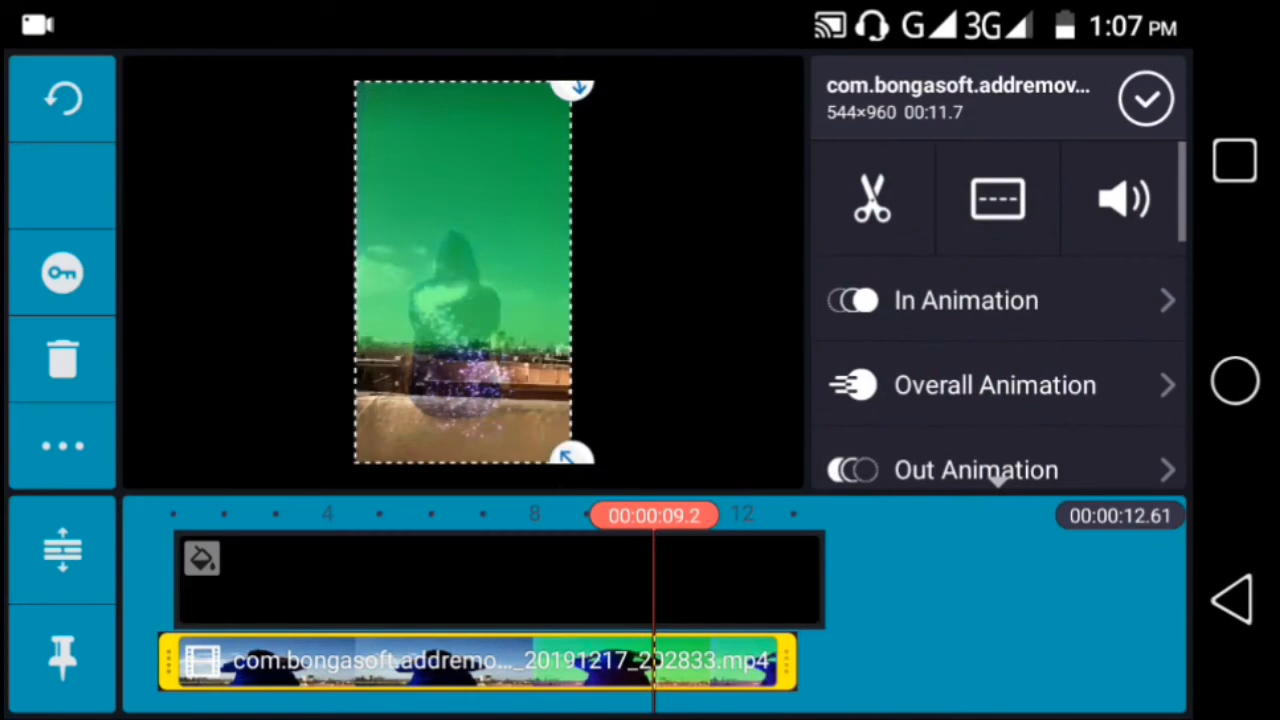 G 3G 1:07 PM
com.bongasoft.addremov...
544×960 00:11.7
In Animation
Overall Animation
Out Animation
4 8 00:00:09.2 12 00:00:12.61
com.bongasoft.addremo..._20191217_202833.mp4